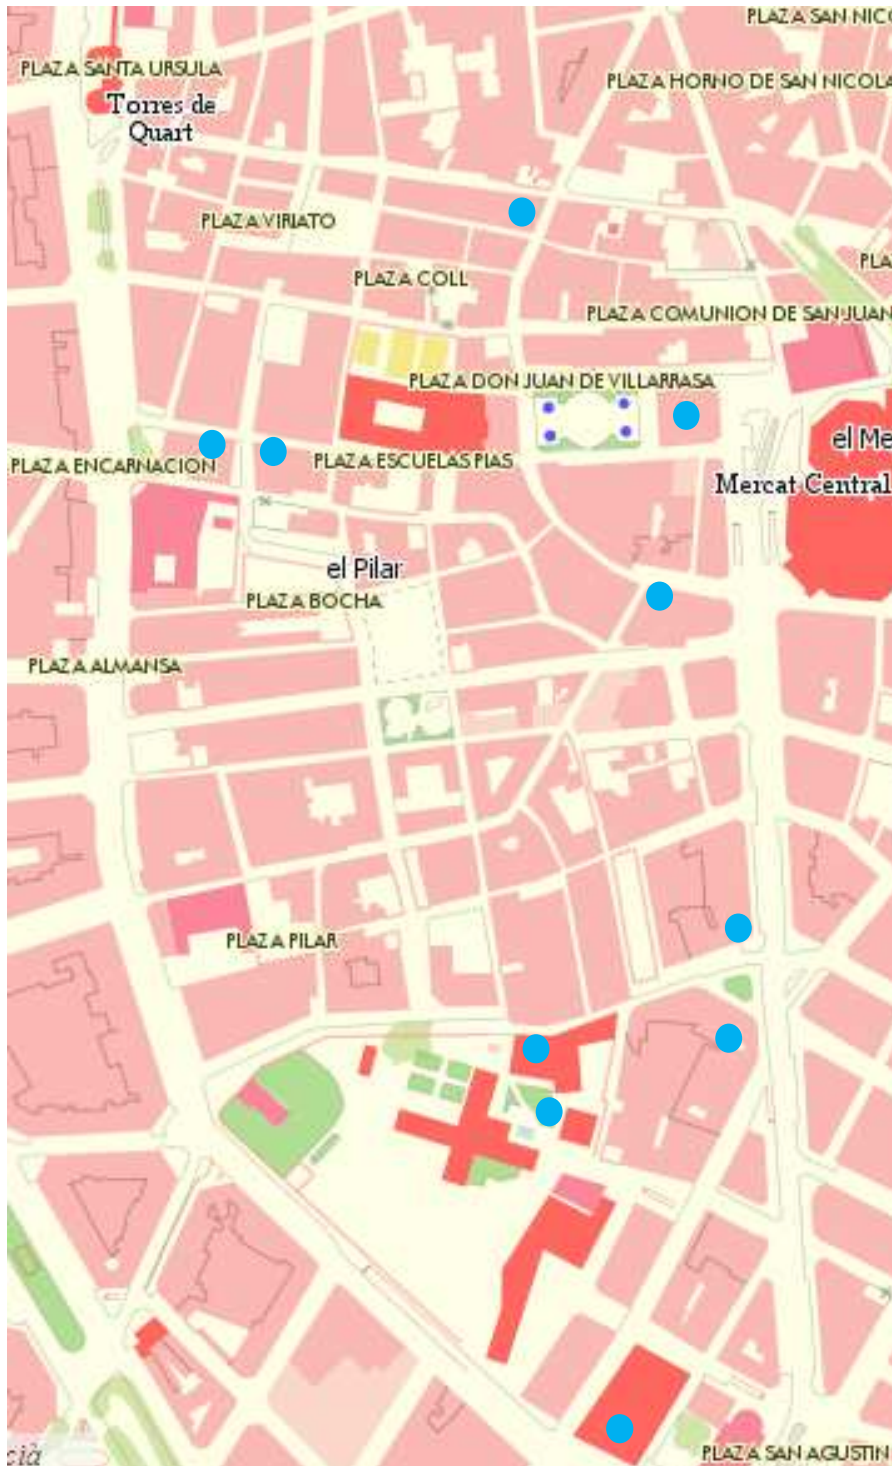 PLAZA SAN NICO
PLAZA SANTA URSULA
PLAZA HORNO DE SAN NICOLA
Torres de
Quart
PLAZA VIRIATO
PLA
PLAZA COLL
PLAZA COMUNION DE SAN JUAN
PLAZA DON JUAN DE VILLARRASA
el Me
PLAZA ENCARNACION
PLAZA ESCUELAS PIAS
Mercat Central
el Pilar
PLAZA BOCHA
PLAZA ALMANSA
PLAZA PILAR
cià
PLAZA SAN AGUSTIN